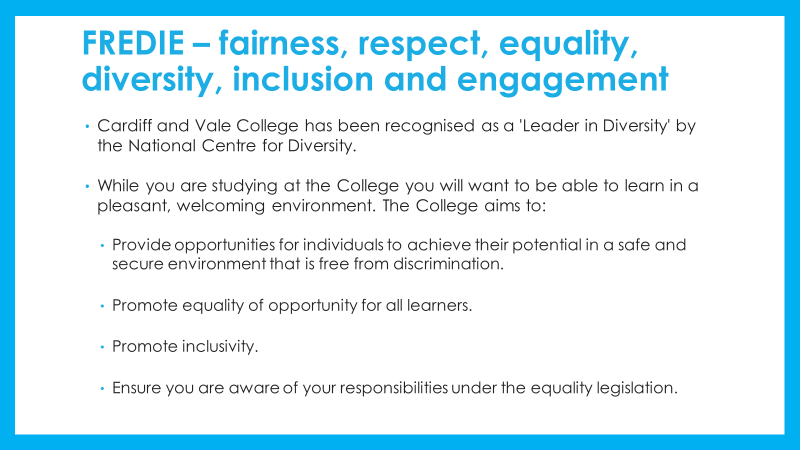 FREDIE – fairness, respect, equality,
diversity, inclusion and engagement
• Cardiff and Vale College has been recognised as a 'Leader in Diversity' by
the National Centre for Diversity.
• While you are studying at the College you will want to be able to learn in a
pleasant, welcoming environment. The College aims to:
• Provide opportunities for individuals to achieve their potential in a safe and
secure environment that is free from discrimination.
• Promote equality of opportunity for all learners.
• Promote inclusivity.
• Ensure you are aware of your responsibilities under the equality legislation.